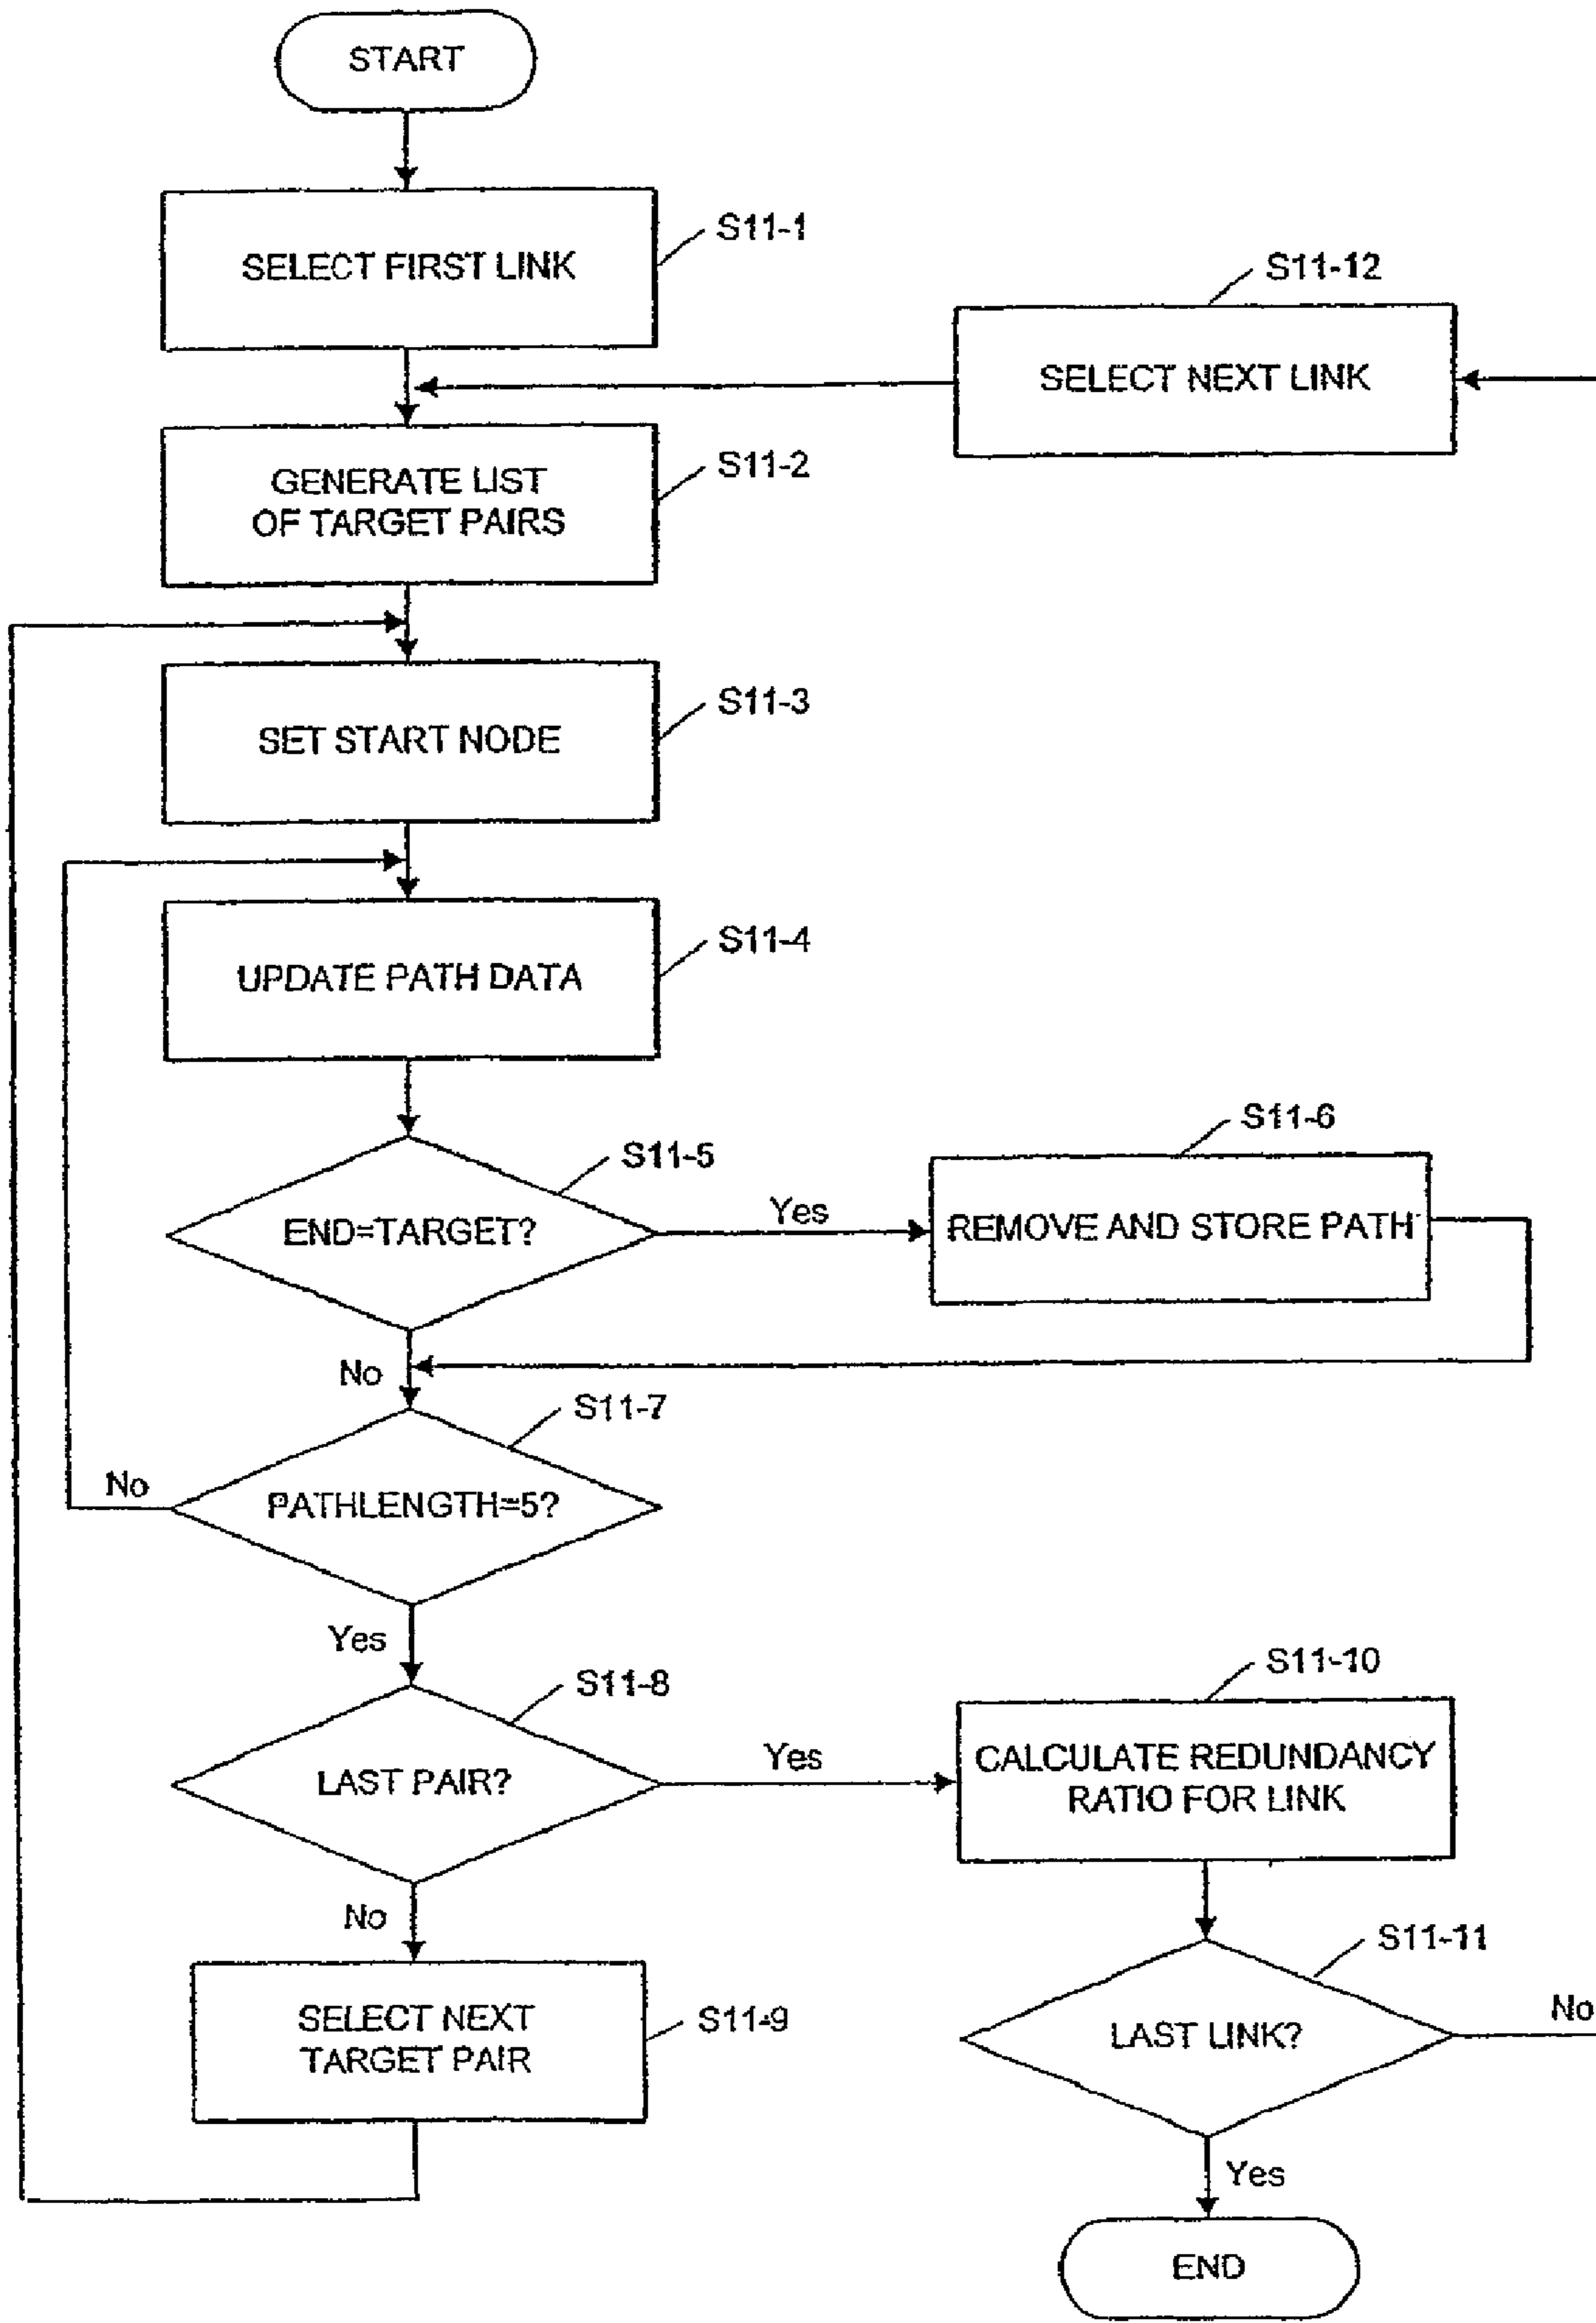 START
SELECT FIRST LINK
S11-1
S11-12
SELECT NEXT LINK
GENERATE LIST
OF TARGET PAIRS
S11-2
SET START NODE
S11-3
UPDATE PATH DATA
S11-4
END=TARGET?
S11-5
Yes
S11-6
REMOVE AND STORE PATH
No
S11-7
PATHLENGTH=5?
No
Yes
S11-8
LAST PAIR?
Yes
S11-10
CALCULATE REDUNDANCY
RATIO FOR LINK
No
SELECT NEXT
TARGET PAIR
S11-9
S11-11
LAST LINK?
No
Yes
END